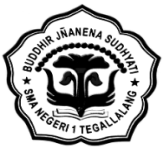 BUDDHIR JÑANENA SUDHYATI
SMA NEGERI 1 TEGALLALANG